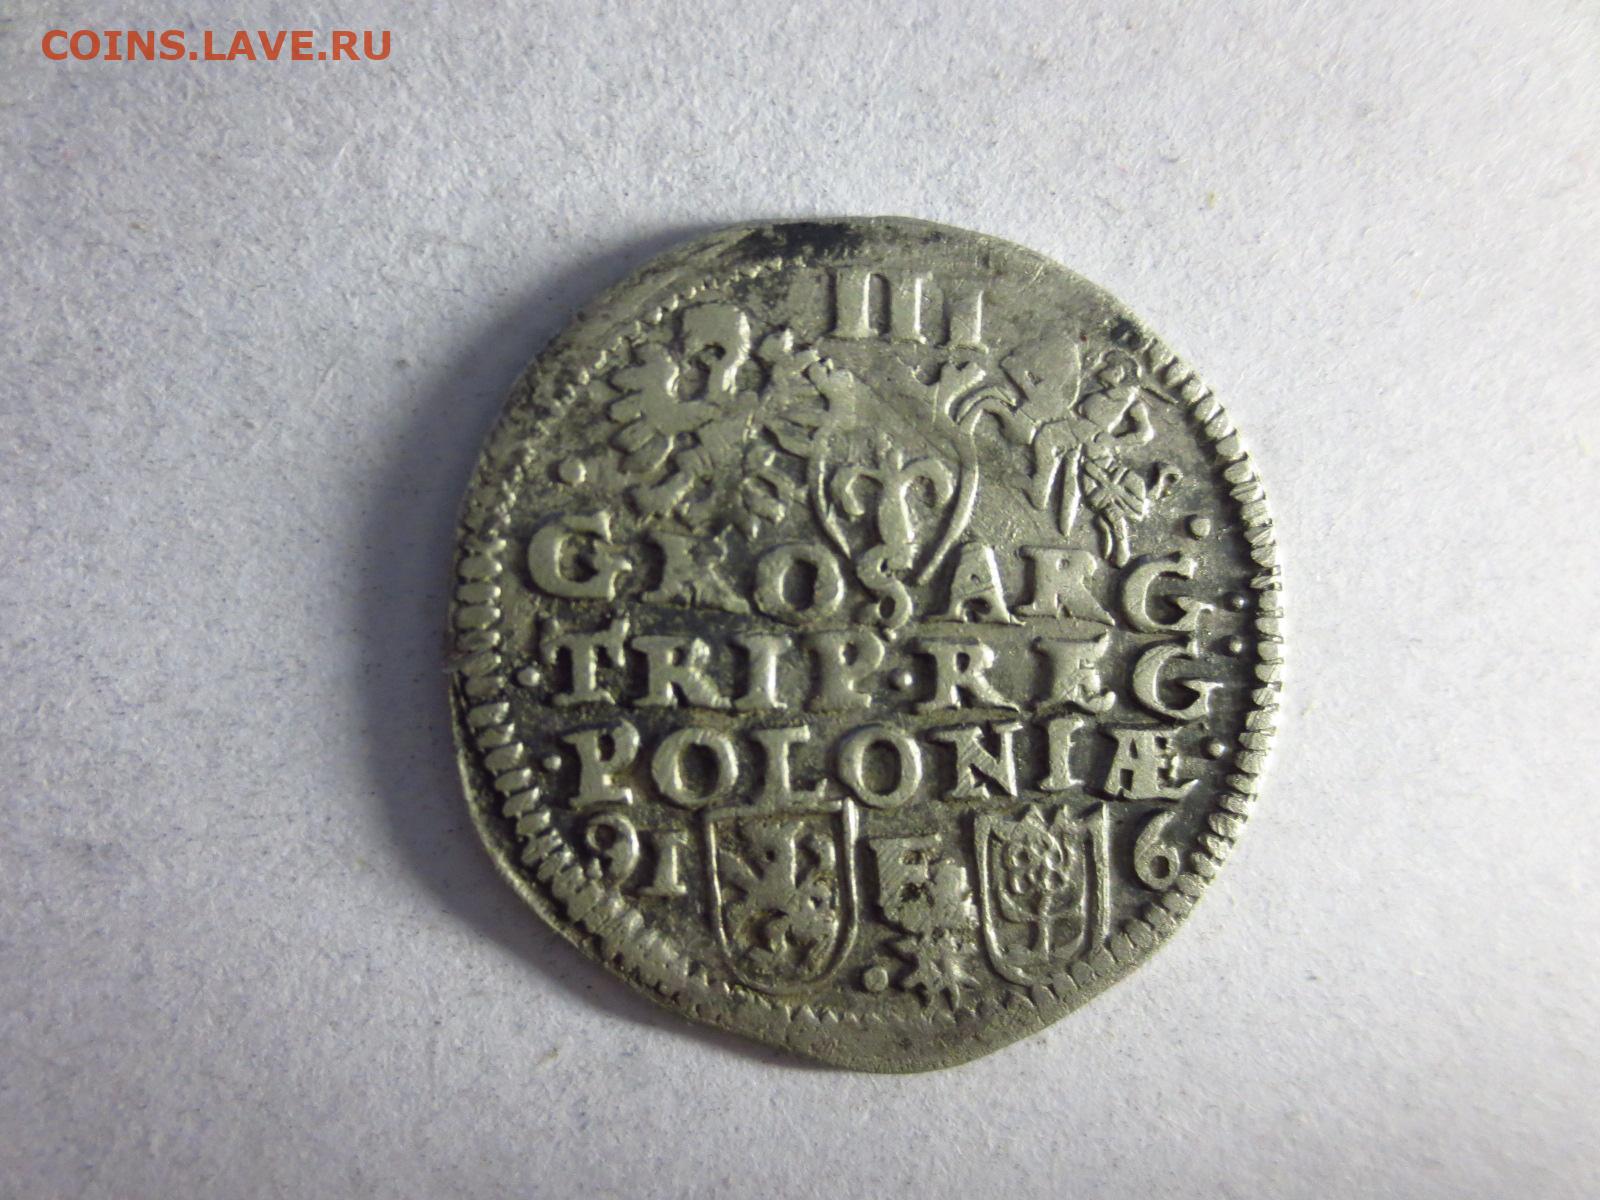 COINS.LAVE.RU
III
GROS ARG
TRIP·REG
·POLONIÆ·
91 F 6